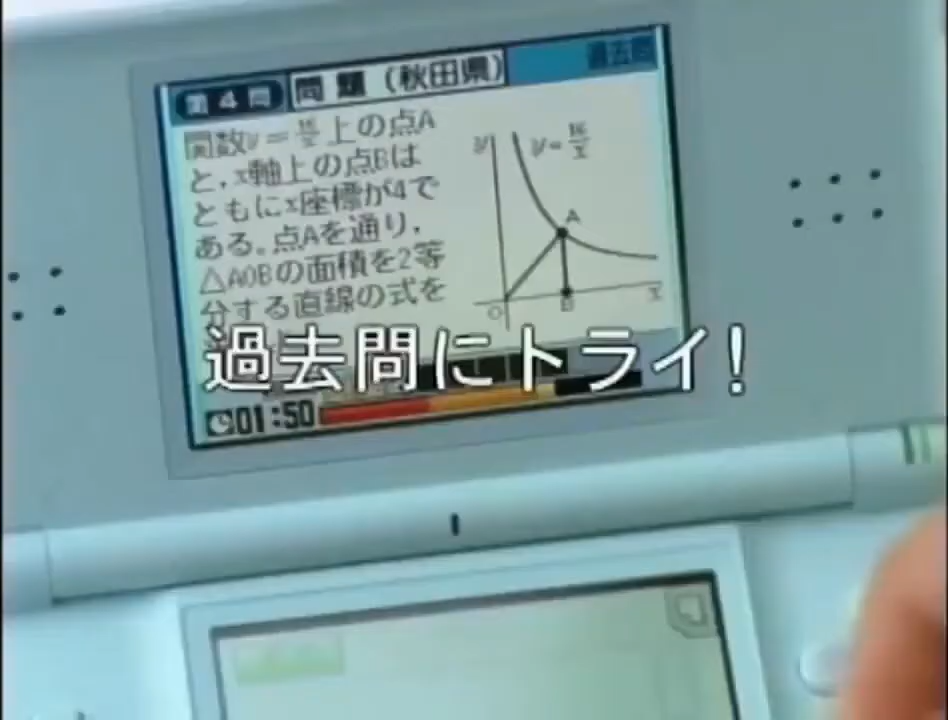 第4問 問題(秋田県) 過去問
関数y=16/x上の点A
と,x軸上の点Bは
ともにx座標が4で
ある。点Aを通り,
△AOBの面積を2等
分する直線の式を
y
y=16/x
A
O
B
x
過去問にトライ!
01:50